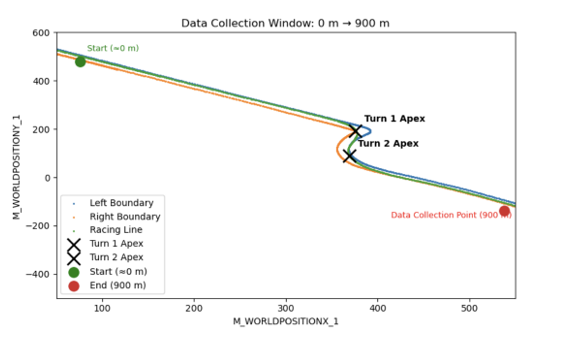 Data Collection Window: 0 m → 900 m
600
Start (≈0 m)
400
Turn 1 Apex
200
Turn 2 Apex
0
Data Collection Point (900 m)
−200
−400
M_WORLDPOSITIONY_1
Left Boundary
Right Boundary
Racing Line
Turn 1 Apex
Turn 2 Apex
Start (≈0 m)
End (900 m)
100 200 300 400 500
M_WORLDPOSITIONX_1